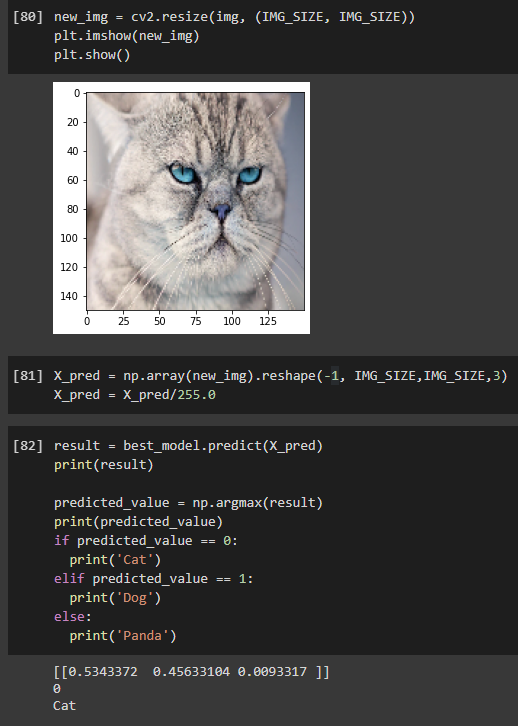 [80] new_img = cv2.resize(img, (IMG_SIZE, IMG_SIZE))
plt.imshow(new_img)
plt.show()
0
20
40
60
80
100
120
140
0 25 50 75 100 125
[81] X_pred = np.array(new_img).reshape(-1, IMG_SIZE,IMG_SIZE,3)
X_pred = X_pred/255.0
[82] result = best_model.predict(X_pred)
print(result)
predicted_value = np.argmax(result)
print(predicted_value)
if predicted_value == 0:
  print('Cat')
elif predicted_value == 1:
  print('Dog')
else:
  print('Panda')
[[0.5343372  0.45633104 0.0093317 ]]
0
Cat